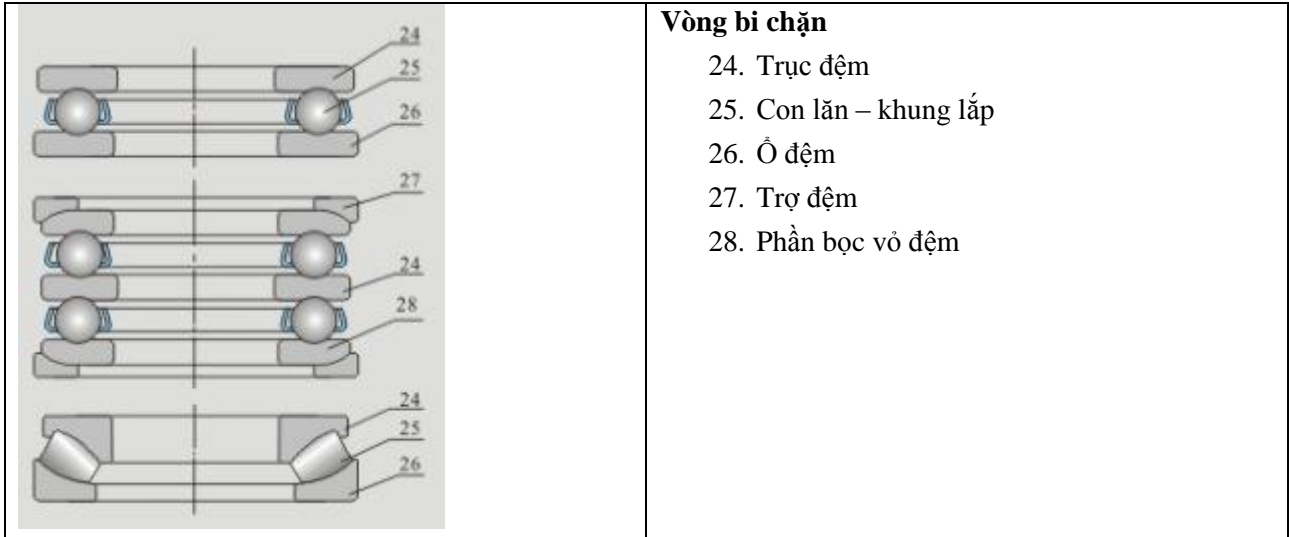 24
25
26
27
24
28
24
25
26
Vòng bi chặn
24. Trục đệm
25. Con lăn – khung lắp
26. Ổ đệm
27. Trợ đệm
28. Phần bọc vỏ đệm